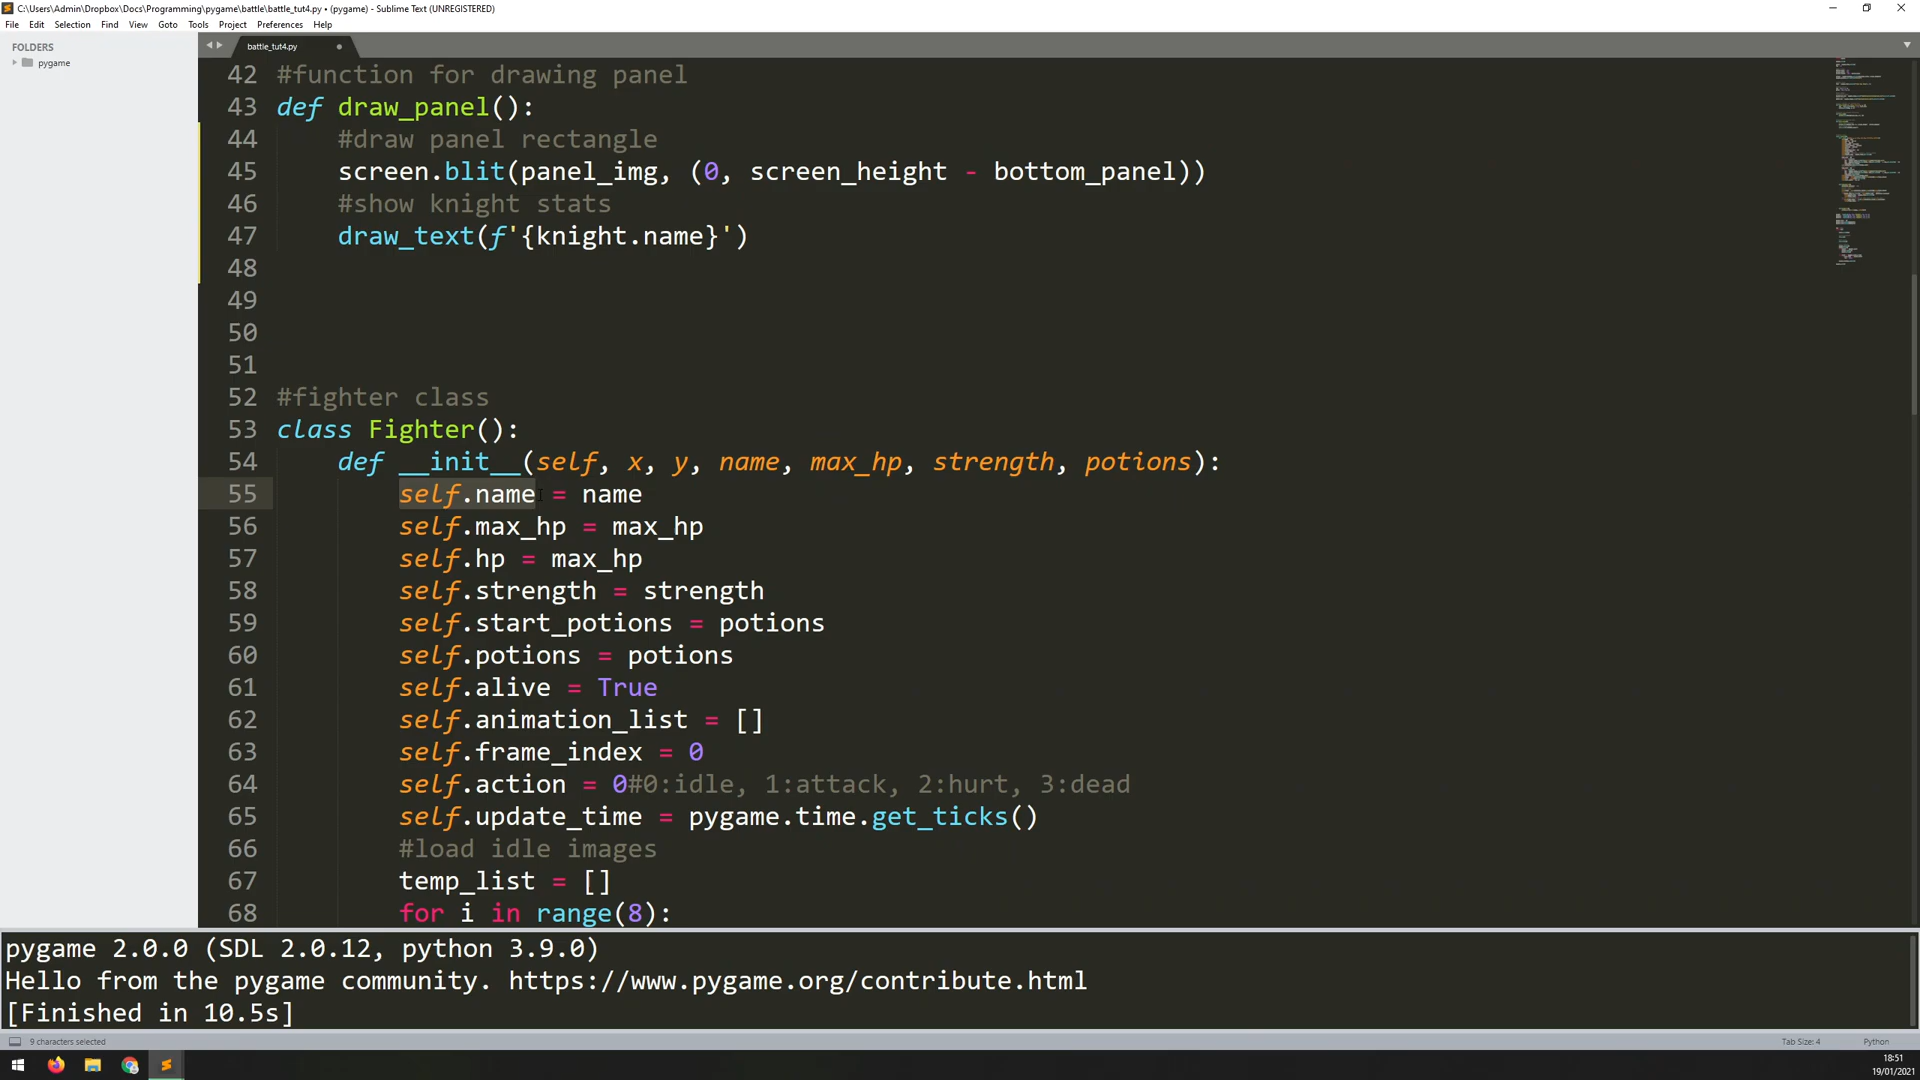 C:\Users\Admin\Dropbox\Docs\Programming\pygame\battle\battle_tut4.py • (pygame) - Sublime Text (UNREGISTERED)
File Edit Selection Find View Goto Tools Project Preferences Help
FOLDERS
pygame
battle_tut4.py
42 #function for drawing panel
43 def draw_panel():
44 #draw panel rectangle
45 screen.blit(panel_img, (0, screen_height - bottom_panel))
46 #show knight stats
47 draw_text(f'{knight.name}')
48
49
50
51
52 #fighter class
53 class Fighter():
54 def __init__(self, x, y, name, max_hp, strength, potions):
55 self.name = name
56 self.max_hp = max_hp
57 self.hp = max_hp
58 self.strength = strength
59 self.start_potions = potions
60 self.potions = potions
61 self.alive = True
62 self.animation_list = []
63 self.frame_index = 0
64 self.action = 0#0:idle, 1:attack, 2:hurt, 3:dead
65 self.update_time = pygame.time.get_ticks()
66 #load idle images
67 temp_list = []
68 for i in range(8):
pygame 2.0.0 (SDL 2.0.12, python 3.9.0)
Hello from the pygame community. https://www.pygame.org/contribute.html
[Finished in 10.5s]
9 characters selected
Tab Size: 4
Python
18:51
19/01/2021